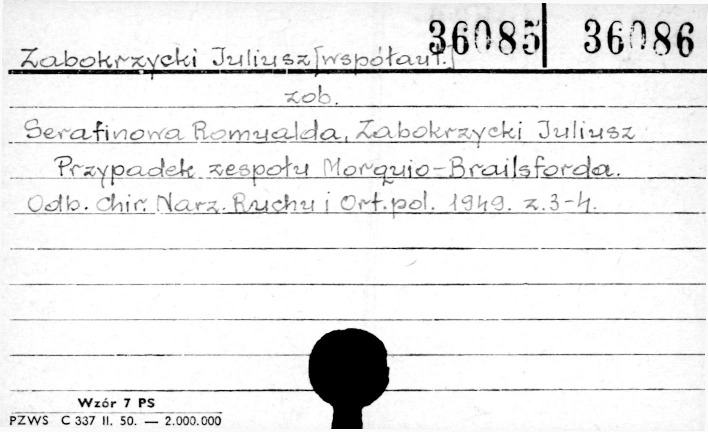 36085 36086
Zabokrzycki Juliusz [współaut.]
zob.
Serafinowa Romualda, Zabokrzycki Juliusz
Przypadek zespołu Morquio-Brailsforda.
Odb. Chir. Narz. Ruchu i Ort.pol. 1949. z.3-4.
Wzór 7 PS
PZWS C 337 II. 50. — 2.000.000